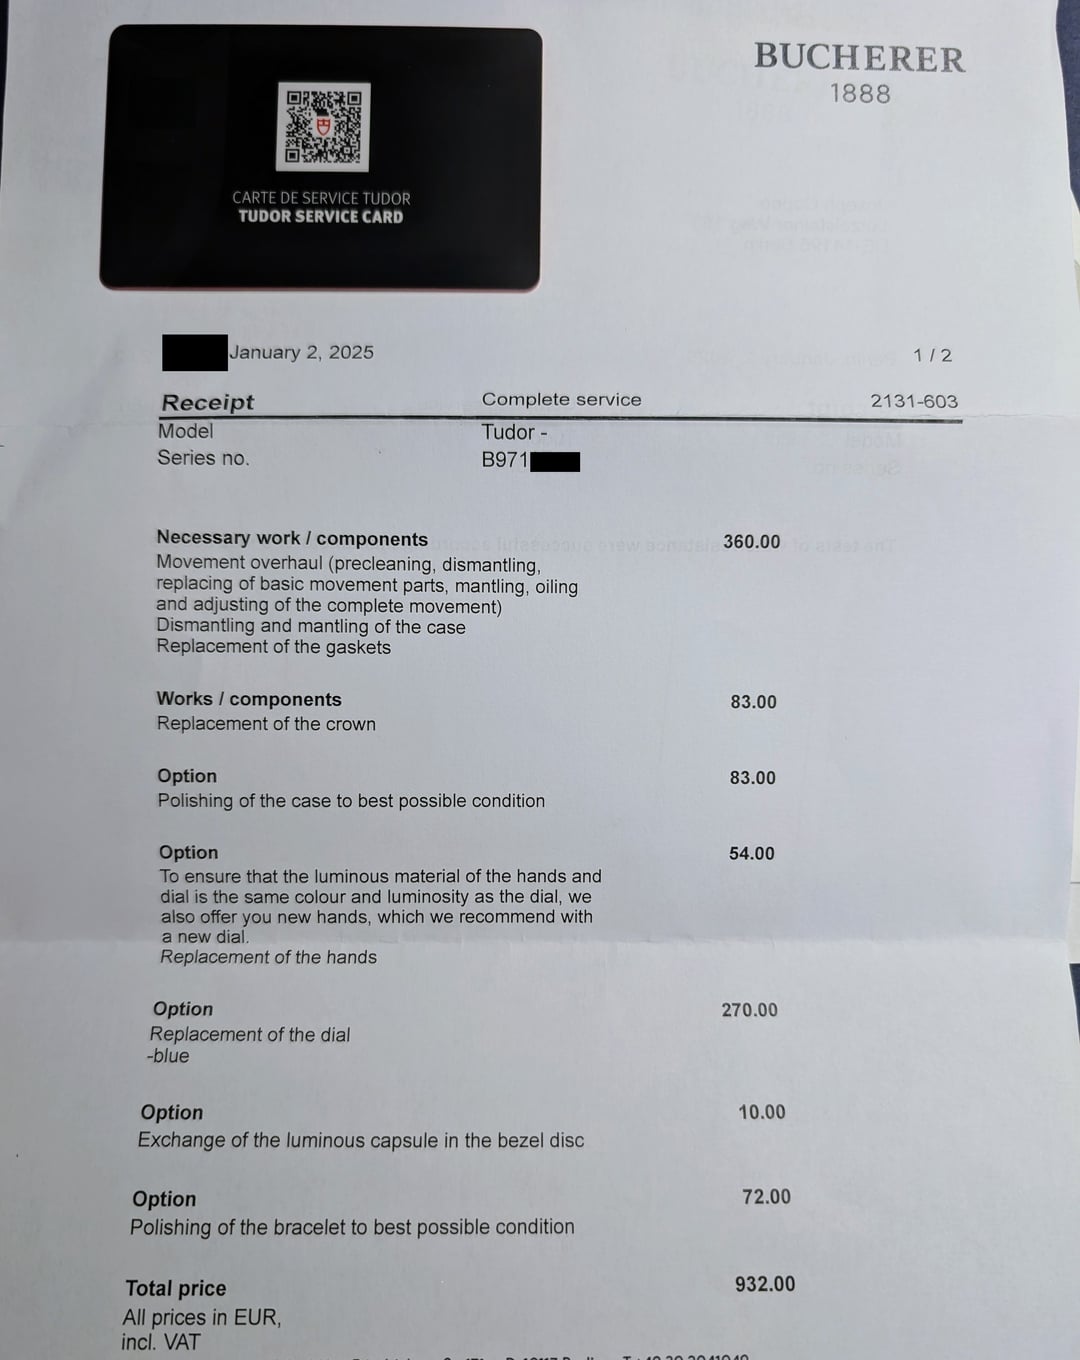 BUCHERER
1888
CARTE DE SERVICE TUDOR
TUDOR SERVICE CARD
January 2, 2025
1 / 2
Receipt Complete service 2131-603
Model Tudor -
Series no. B971
Necessary work / components 360.00
Movement overhaul (precleaning, dismantling,
replacing of basic movement parts, mantling, oiling
and adjusting of the complete movement)
Dismantling and mantling of the case
Replacement of the gaskets
Works / components 83.00
Replacement of the crown
Option 83.00
Polishing of the case to best possible condition
Option 54.00
To ensure that the luminous material of the hands and
dial is the same colour and luminosity as the dial, we
also offer you new hands, which we recommend with
a new dial.
Replacement of the hands
Option 270.00
Replacement of the dial
-blue
Option 10.00
Exchange of the luminous capsule in the bezel disc
Option 72.00
Polishing of the bracelet to best possible condition
Total price 932.00
All prices in EUR,
incl. VAT